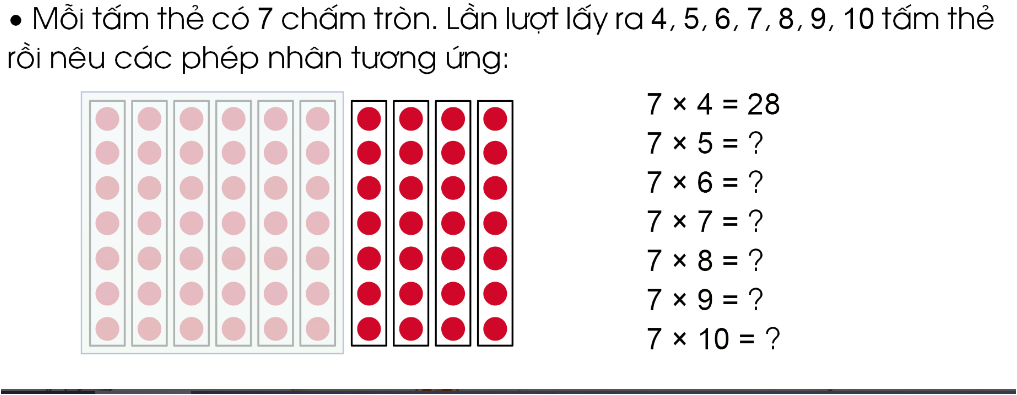 • Mỗi tấm thẻ có 7 chấm tròn. Lần lượt lấy ra 4, 5, 6, 7, 8, 9, 10 tấm thẻ
rồi nêu các phép nhân tương ứng:
7 × 4 = 28
7 × 5 = ?
7 × 6 = ?
7 × 7 = ?
7 × 8 = ?
7 × 9 = ?
7 × 10 = ?